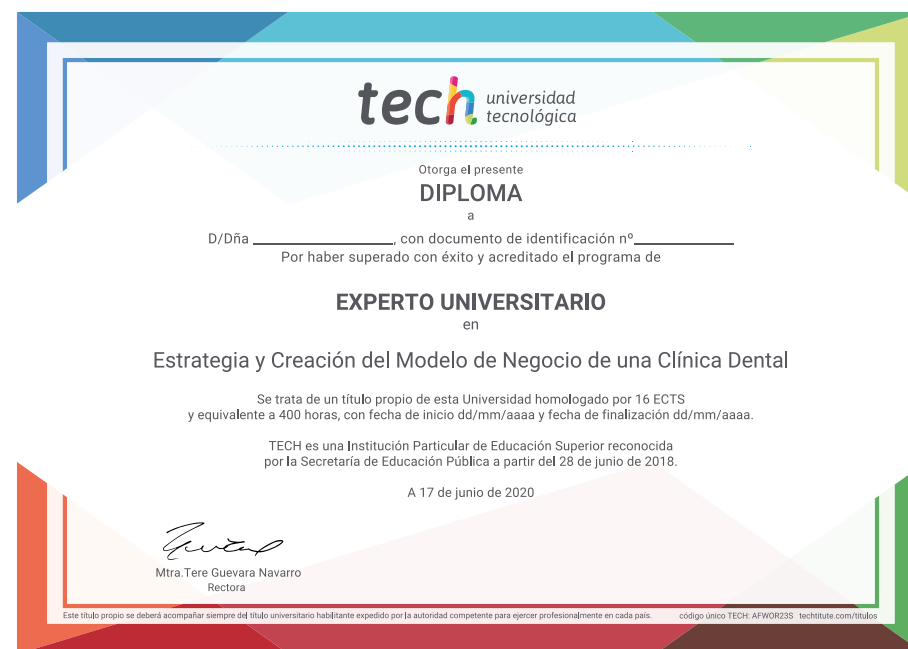 tech universidad
tecnológica
Otorga el presente
DIPLOMA
a
D/Dña ________________, con documento de identificación nº____________
Por haber superado con éxito y acreditado el programa de
EXPERTO UNIVERSITARIO
en
Estrategia y Creación del Modelo de Negocio de una Clínica Dental
Se trata de un título propio de esta Universidad homologado por 16 ECTS
y equivalente a 400 horas, con fecha de inicio dd/mm/aaaa y fecha de finalización dd/mm/aaaa.
TECH es una Institución Particular de Educación Superior reconocida
por la Secretaría de Educación Pública a partir del 28 de junio de 2018.
A 17 de junio de 2020
Mtra.Tere Guevara Navarro
Rectora
Este título propio se deberá acompañar siempre del título universitario habilitante expedido por la autoridad competente para ejercer profesionalmente en cada país. código único TECH: AFWOR23S techtitute.com/títulos